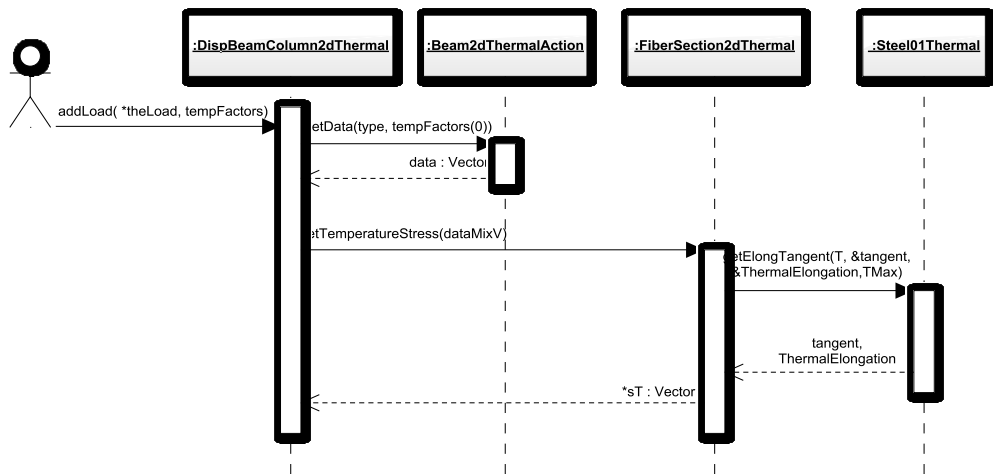 :DispBeamColumn2dThermal
:Beam2dThermalAction
:FiberSection2dThermal
:Steel01Thermal
addLoad( *theLoad, tempFactors)
etData(type, tempFactors(0))
data : Vector
etTemperatureStress(dataMixV)
getElongTangent(T, &tangent,
&ThermalElongation,TMax)
tangent,
ThermalElongation
*sT : Vector